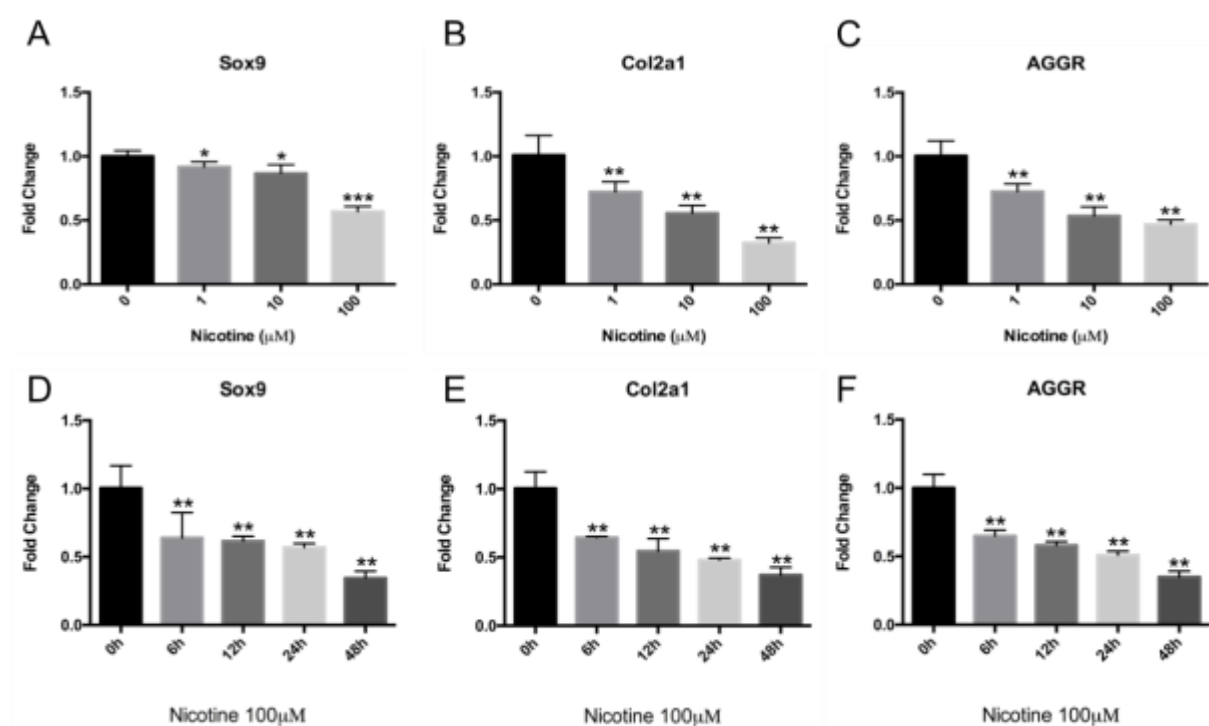 A
Sox9
Fold Change
1.5
1.0
0.5
0.0
*
*
***
0
1
10
100
Nicotine (μM)
B
Col2a1
Fold Change
1.5
1.0
0.5
0.0
**
**
**
0
1
10
100
Nicotine (μM)
C
AGGR
Fold Change
1.5
1.0
0.5
0.0
**
**
**
0
1
10
100
Nicotine (μM)
D
Sox9
Fold Change
1.5
1.0
0.5
0.0
**
**
**
**
0h
6h
12h
24h
48h
Nicotine 100μM
E
Col2a1
Fold Change
1.5
1.0
0.5
0.0
**
**
**
**
0h
6h
12h
24h
48h
Nicotine 100μM
F
AGGR
Fold Change
1.5
1.0
0.5
0.0
**
**
**
**
0h
6h
12h
24h
48h
Nicotine 100μM